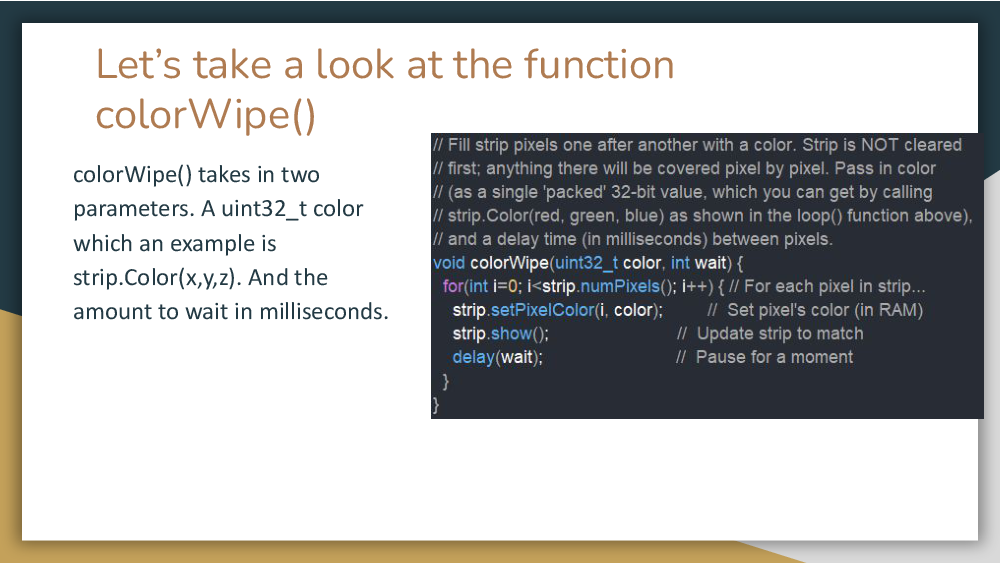 Let’s take a look at the function
colorWipe()
colorWipe() takes in two
parameters. A uint32_t color
which an example is
strip.Color(x,y,z). And the
amount to wait in milliseconds.
// Fill strip pixels one after another with a color. Strip is NOT cleared
// first; anything there will be covered pixel by pixel. Pass in color
// (as a single 'packed' 32-bit value, which you can get by calling
// strip.Color(red, green, blue) as shown in the loop() function above),
// and a delay time (in milliseconds) between pixels.
void colorWipe(uint32_t color, int wait) {
  for(int i=0; i<strip.numPixels(); i++) { // For each pixel in strip...
    strip.setPixelColor(i, color);         //  Set pixel's color (in RAM)
    strip.show();                          //  Update strip to match
    delay(wait);                           //  Pause for a moment
  }
}